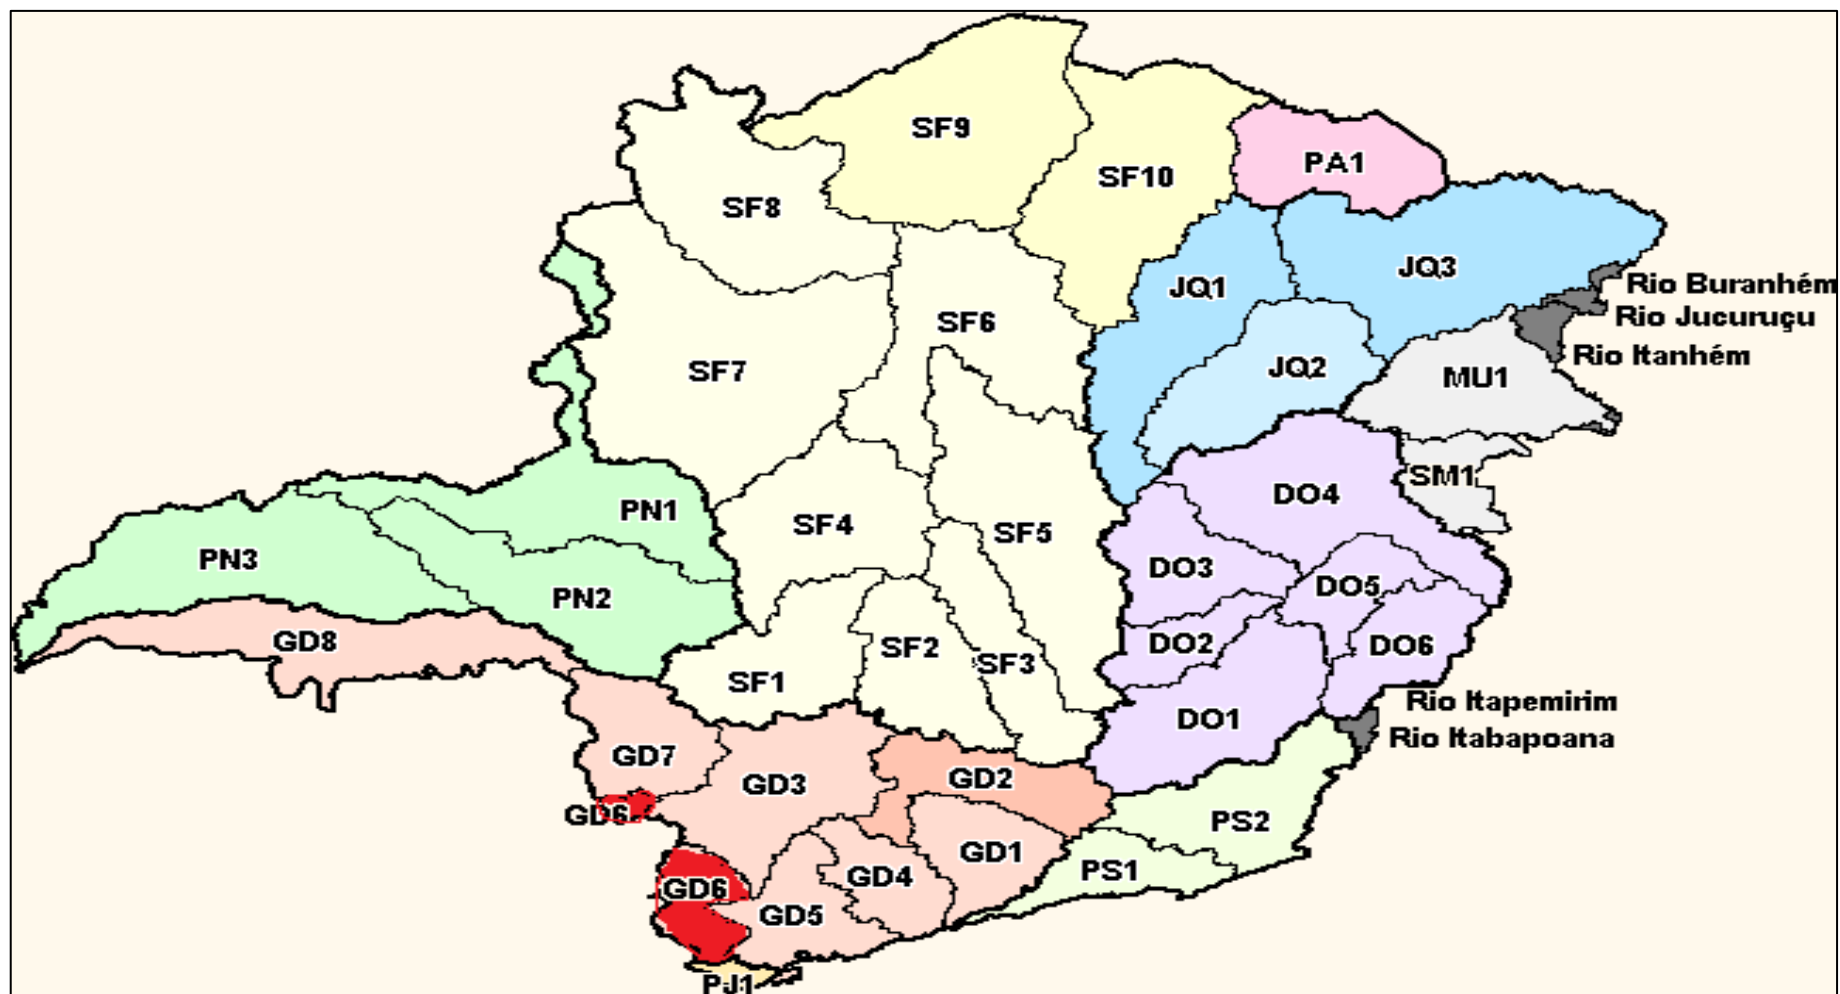 SF9
PA1
SF10
SF8
JQ3
JQ1
Rio Buranhém
Rio Jucuruçu
SF6
Rio Itanhém
SF7
JQ2
MU1
SM1
DO4
PN1
SF4
SF5
PN3
DO3
DO5
PN2
GD8
DO2
DO6
SF2
SF3
SF1
Rio Itapemirim
DO1
Rio Itabapoana
GD7
GD3
GD2
GD6
PS2
GD1
PS1
GD4
GD6
GD5
PJ1